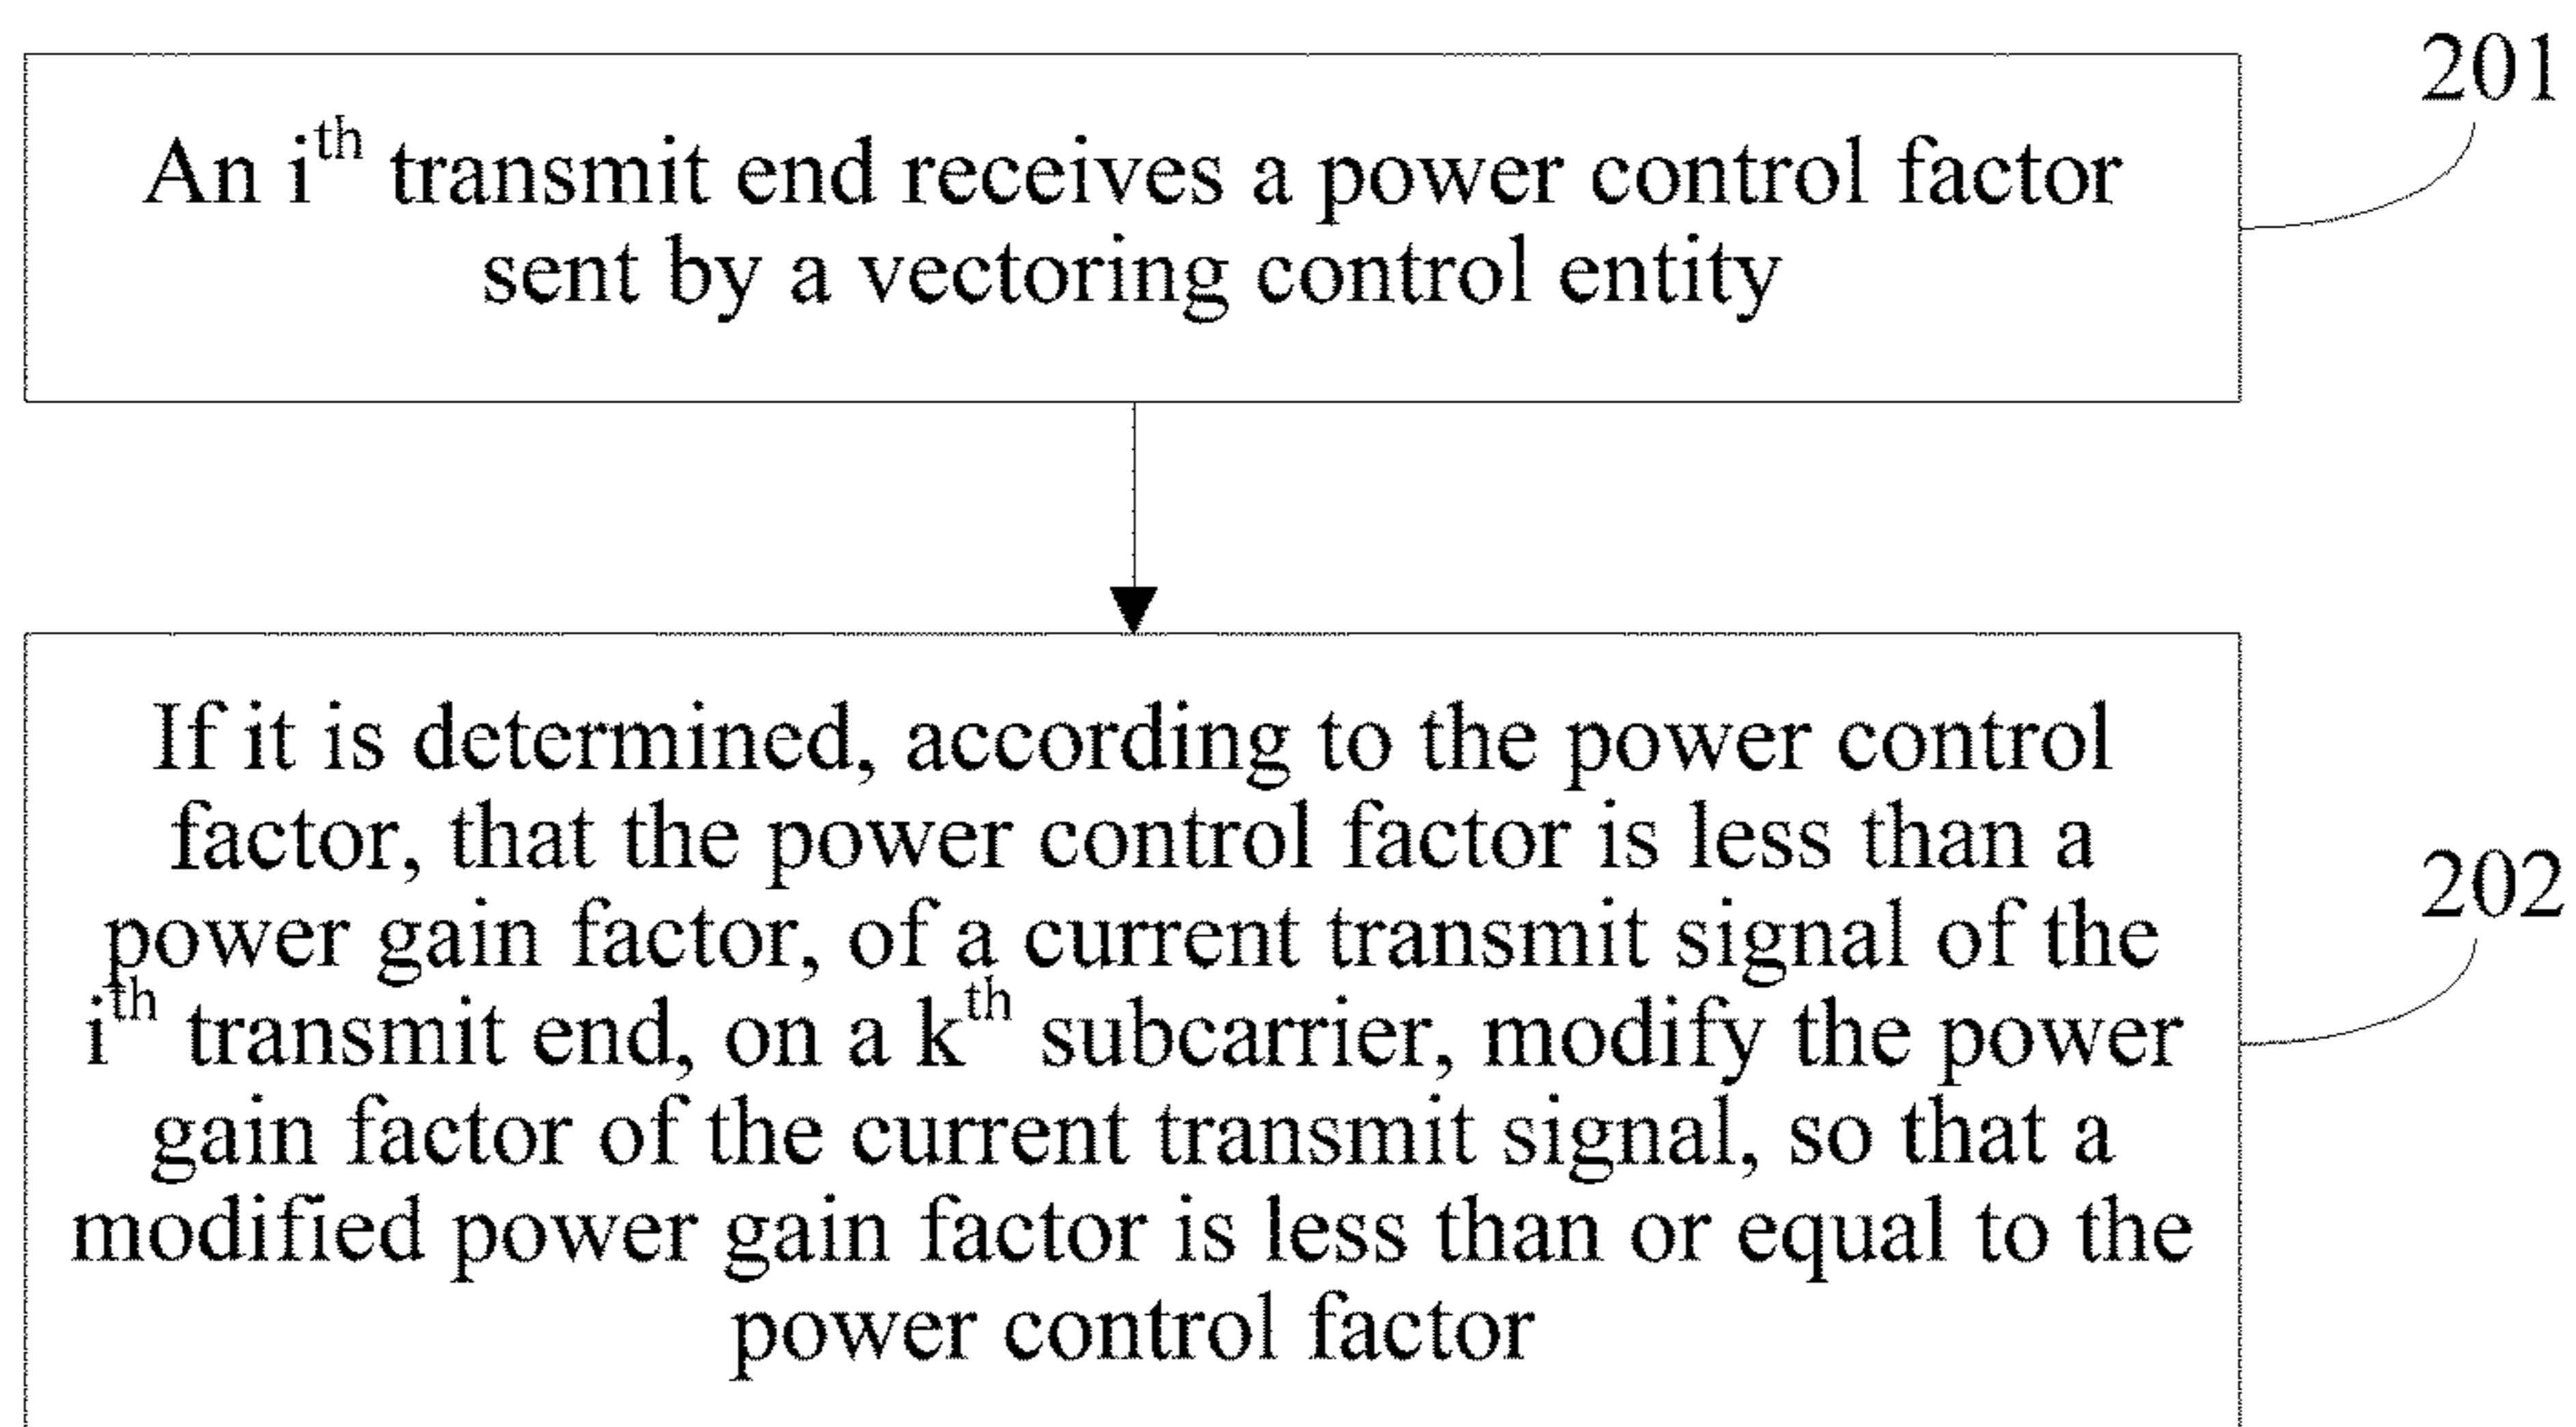 201
An iᵗʰ transmit end receives a power control factor
sent by a vectoring control entity
If it is determined, according to the power control
factor, that the power control factor is less than a
power gain factor, of a current transmit signal of the
iᵗʰ transmit end, on a kᵗʰ subcarrier, modify the power
gain factor of the current transmit signal, so that a
modified power gain factor is less than or equal to the
power control factor
202